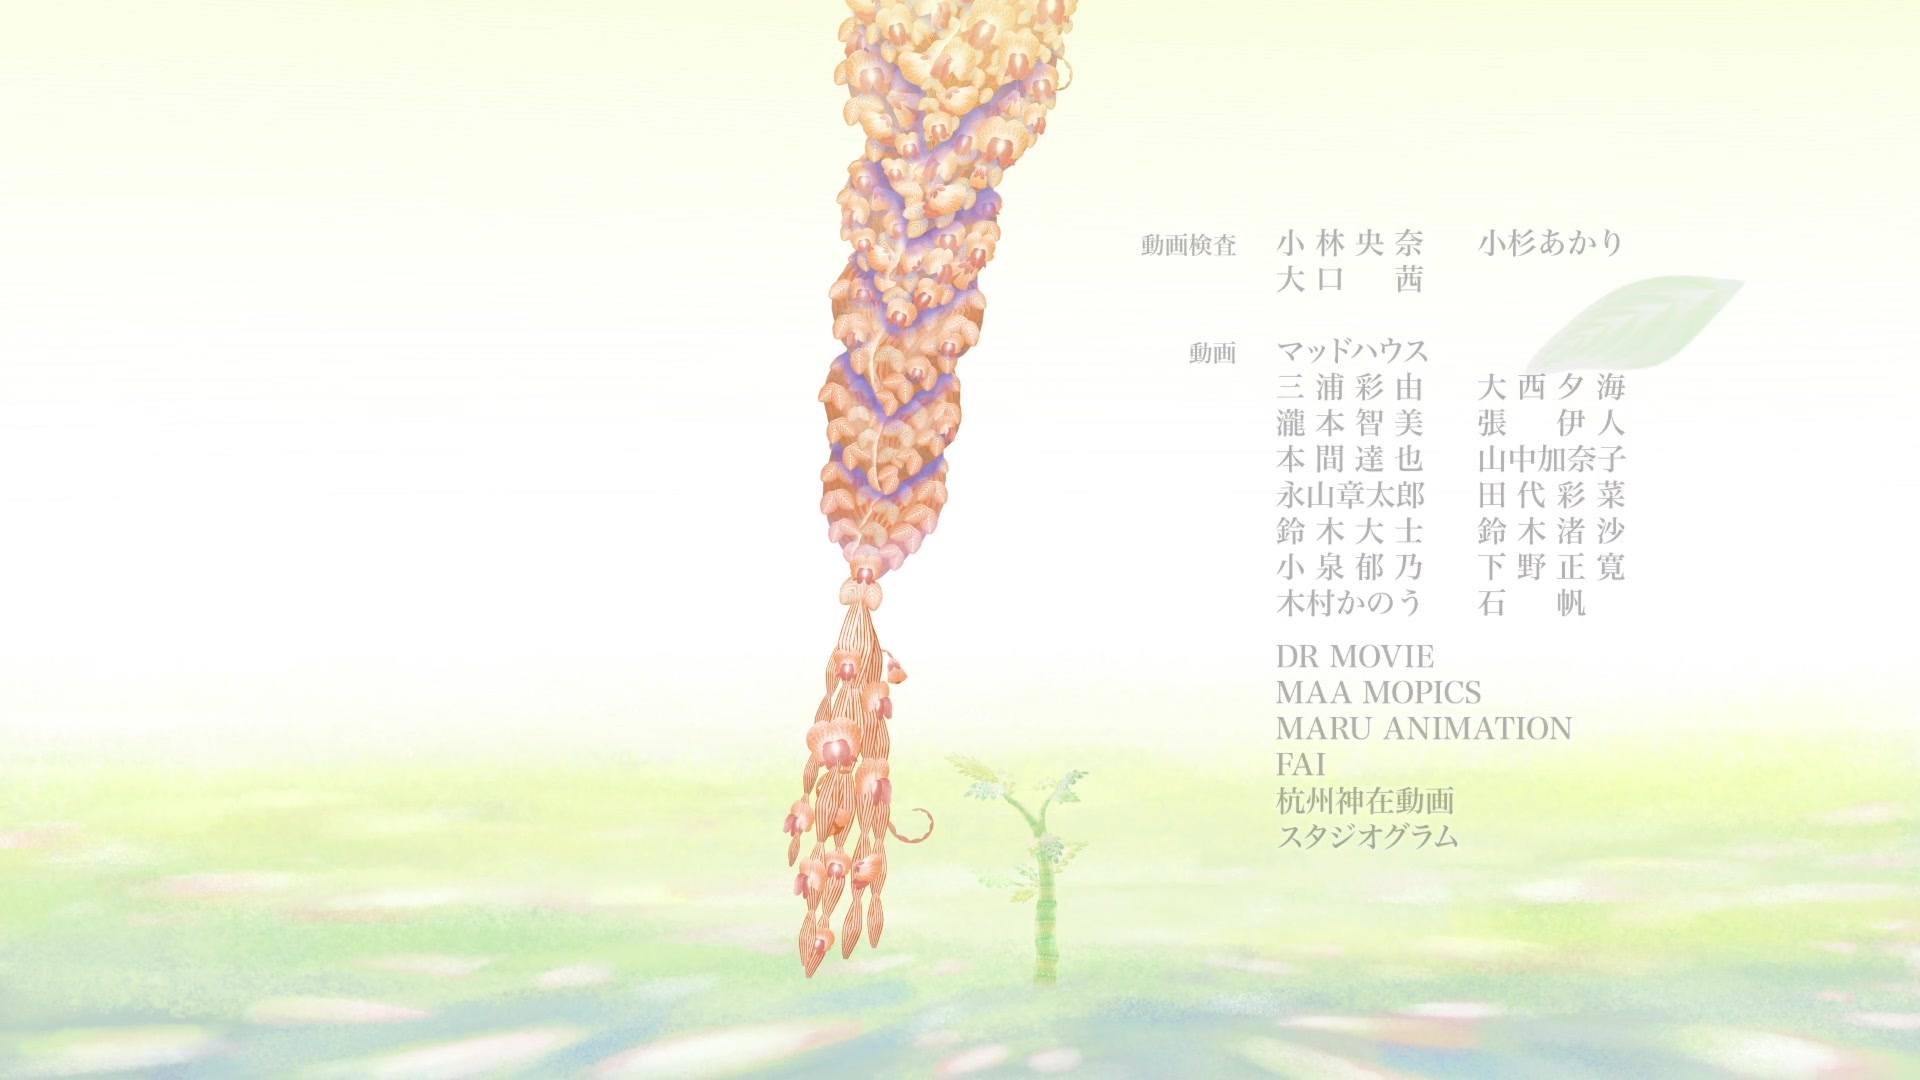 動画検査 小林央奈 小杉あかり
大口 茜
動画 マッドハウス
三浦彩由 大西夕海
瀧本智美 張 伊人
本間達也 山中加奈子
永山章太郎 田代彩菜
鈴木大士 鈴木渚沙
小泉郁乃 下野正寛
木村かのう 石 帆
DR MOVIE
MAA MOPICS
MARU ANIMATION
FAI
杭州神在動画
スタジオグラム